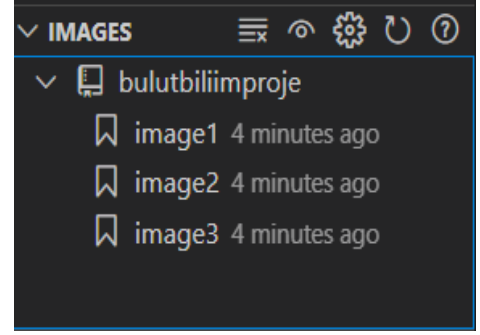 IMAGES
bulutbiliimproje
image1 4 minutes ago
image2 4 minutes ago
image3 4 minutes ago